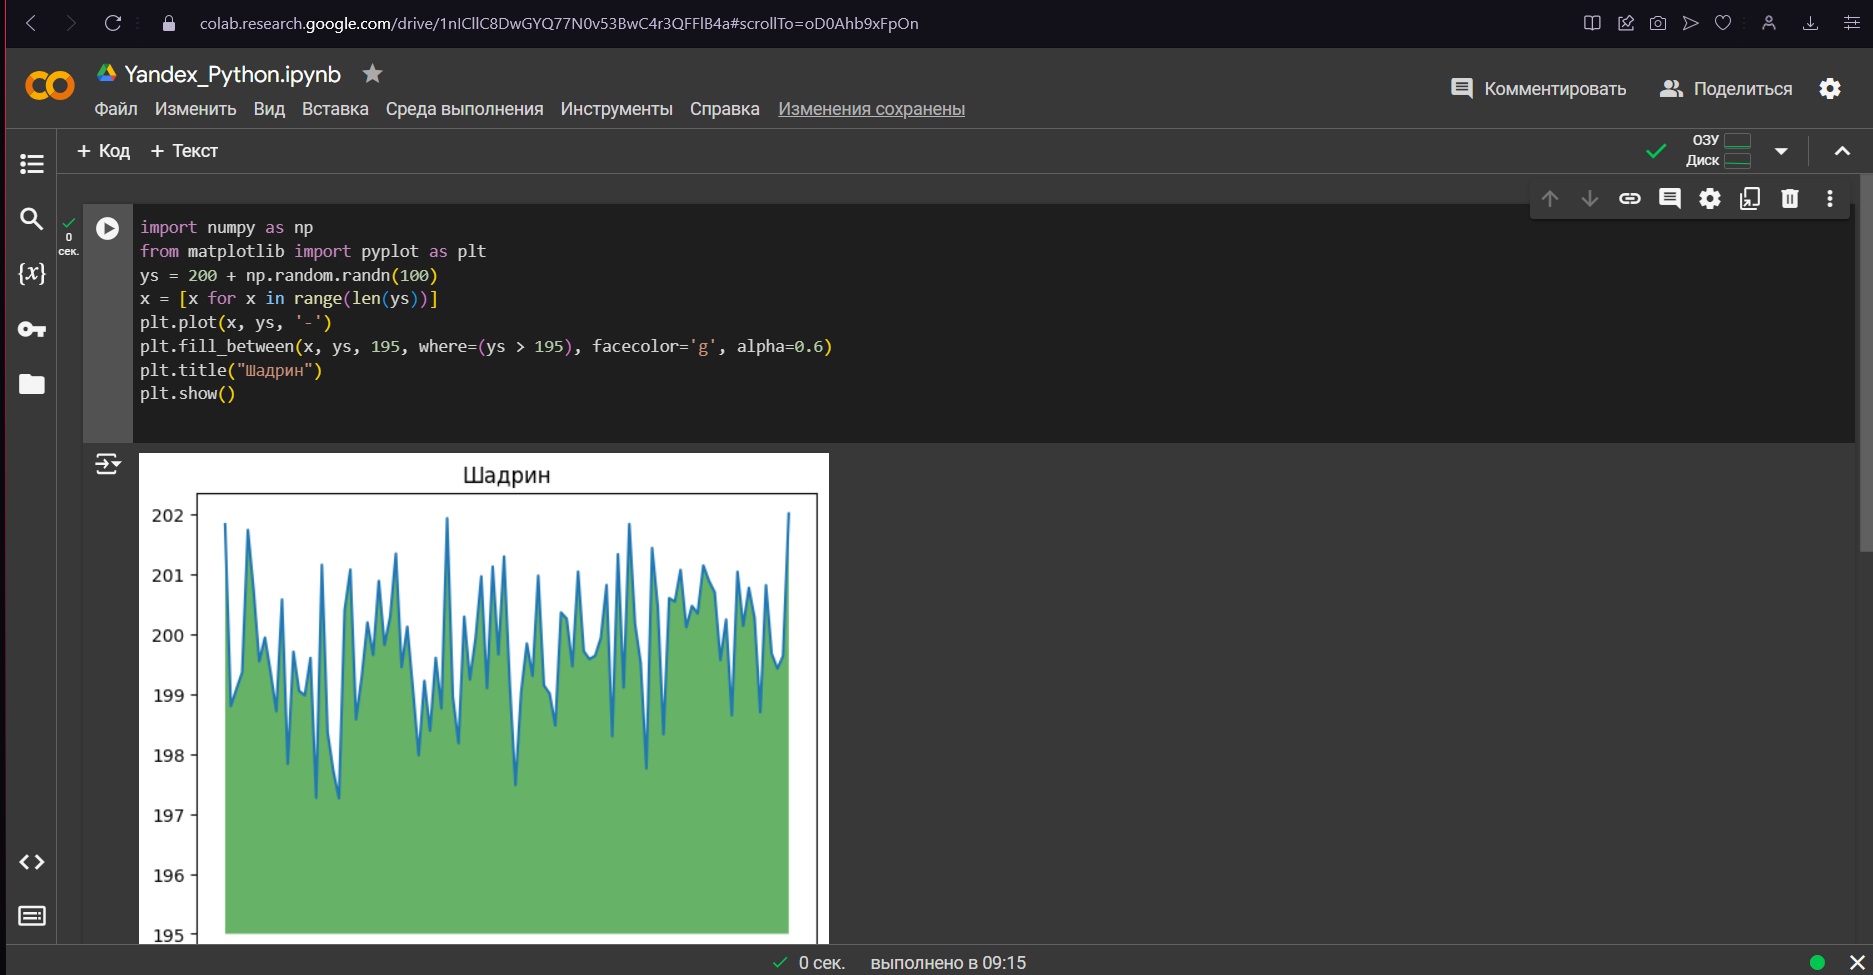 colab.research.google.com/drive/1nICllC8DwGYQ77N0v53BwC4r3QFFlB4a#scrollTo=oD0Ahb9xFpOn
Yandex_Python.ipynb
Файл Изменить Вид Вставка Среда выполнения Инструменты Справка Изменения сохранены
Комментировать Поделиться
+ Код + Текст
ОЗУ
Диск
0
сек.
{x}
import numpy as np
from matplotlib import pyplot as plt
ys = 200 + np.random.randn(100)
x = [x for x in range(len(ys))]
plt.plot(x, ys, '-')
plt.fill_between(x, ys, 195, where=(ys > 195), facecolor='g', alpha=0.6)
plt.title("Шадрин")
plt.show()
Шадрин
202
201
200
199
198
197
196
195
0 сек. выполнено в 09:15